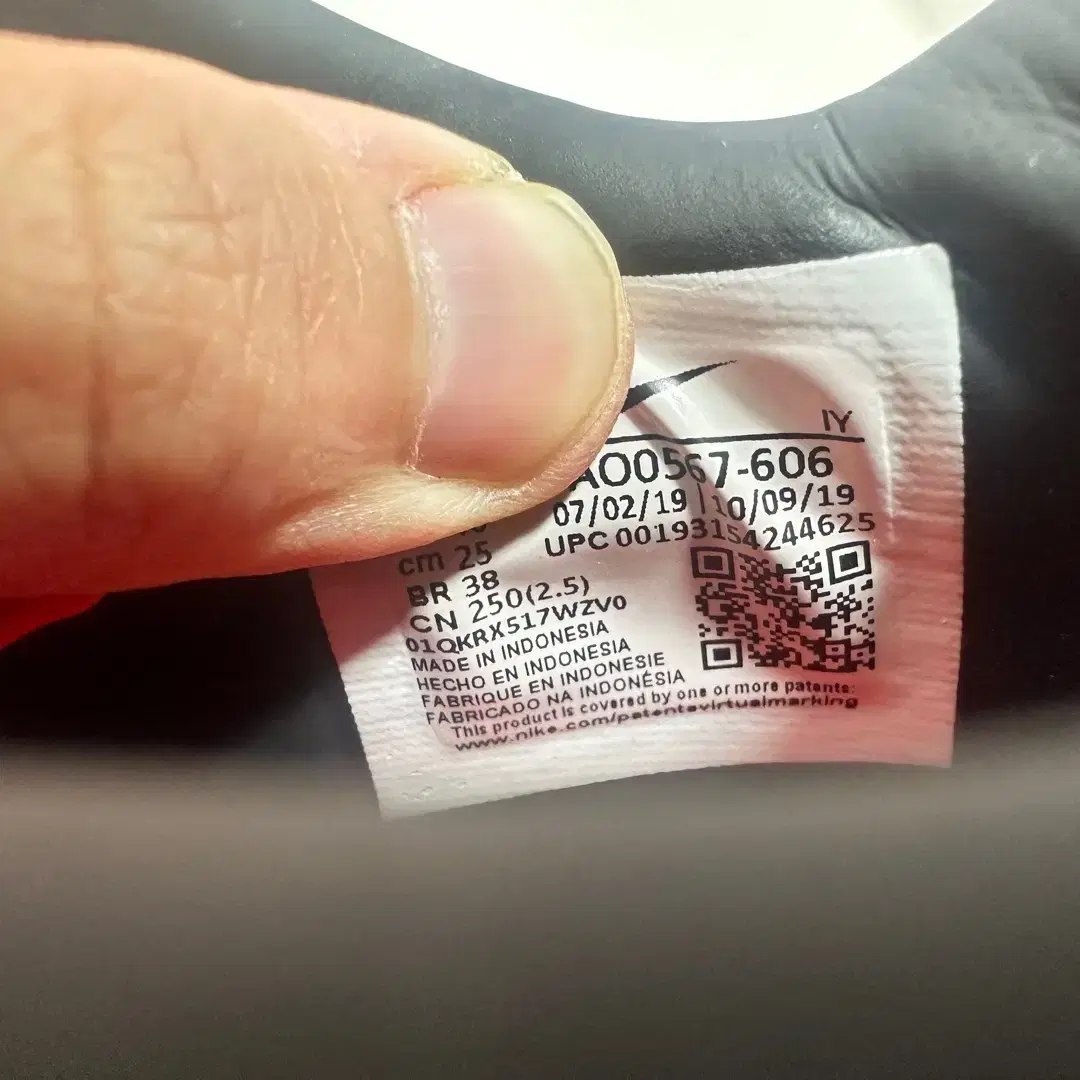 IY
AO0567-606
07/02/19 | 10/09/19
UPC 00193154244625
cm 25
BR 38
CN 250(2.5)
01QKRX517WZV0
MADE IN INDONESIA
HECHO EN INDONESIA
FABRIQUE EN INDONESIE
FABRICADO NA INDONÉSIA
This product is covered by one or more patents:
www.nike.com/patentsvirtualmarking